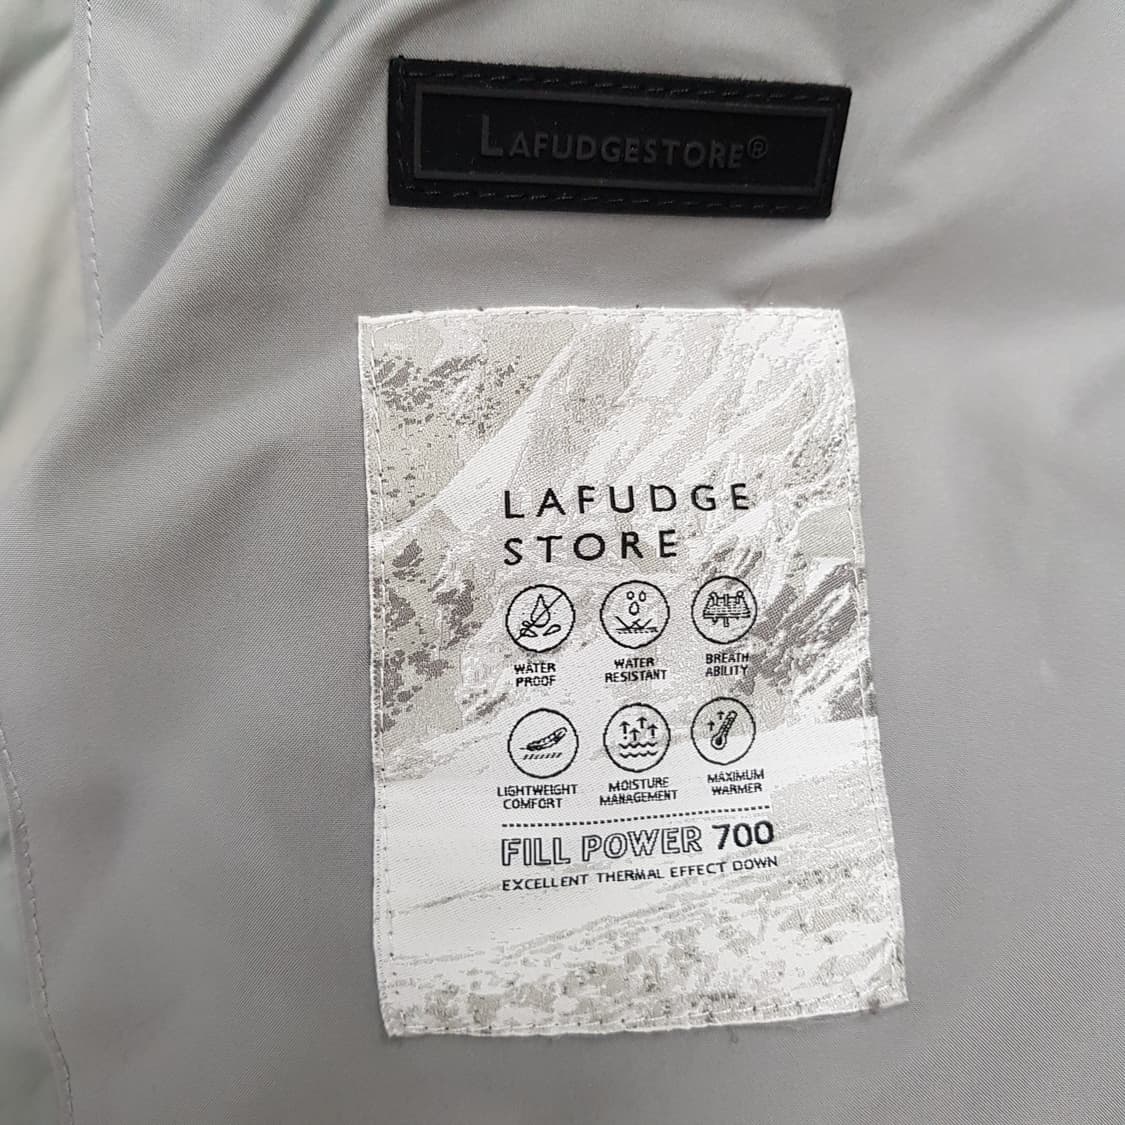 LAFUDGESTORE®
LAFUDGE
STORE
WATER
PROOF
WATER
RESISTANT
BREATH
ABILITY
LIGHTWEIGHT
COMFORT
MOISTURE
MANAGEMENT
MAXIMUM
WARMER
FILL POWER 700
EXCELLENT THERMAL EFFECT DOWN